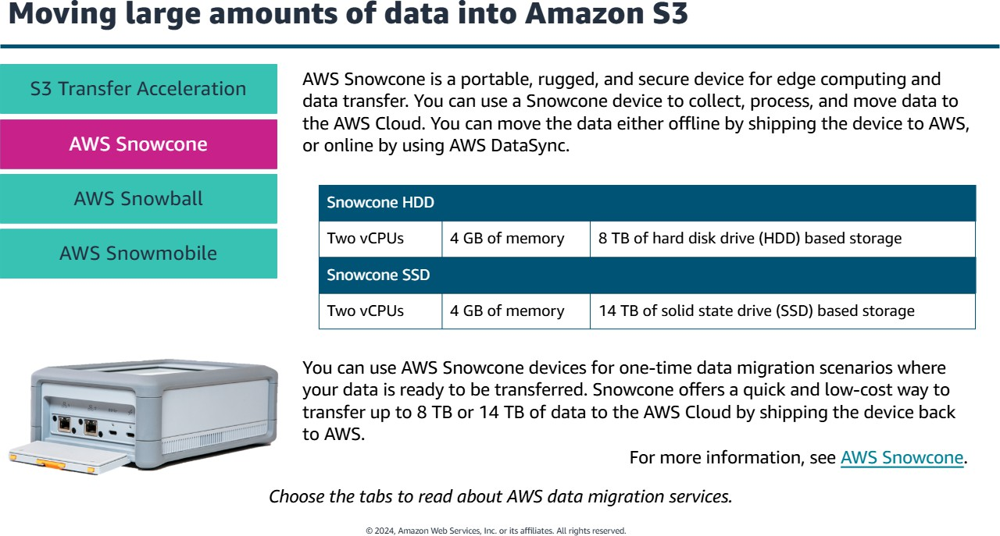 Moving large amounts of data into Amazon S3
S3 Transfer Acceleration
AWS Snowcone
AWS Snowball
AWS Snowmobile
AWS Snowcone is a portable, rugged, and secure device for edge computing and
data transfer. You can use a Snowcone device to collect, process, and move data to
the AWS Cloud. You can move the data either offline by shipping the device to AWS,
or online by using AWS DataSync.
Snowcone HDD
Two vCPUs 4 GB of memory 8 TB of hard disk drive (HDD) based storage
Snowcone SSD
Two vCPUs 4 GB of memory 14 TB of solid state drive (SSD) based storage
You can use AWS Snowcone devices for one-time data migration scenarios where
your data is ready to be transferred. Snowcone offers a quick and low-cost way to
transfer up to 8 TB or 14 TB of data to the AWS Cloud by shipping the device back
to AWS.
For more information, see AWS Snowcone.
Choose the tabs to read about AWS data migration services.
© 2024, Amazon Web Services, Inc. or its affiliates. All rights reserved.